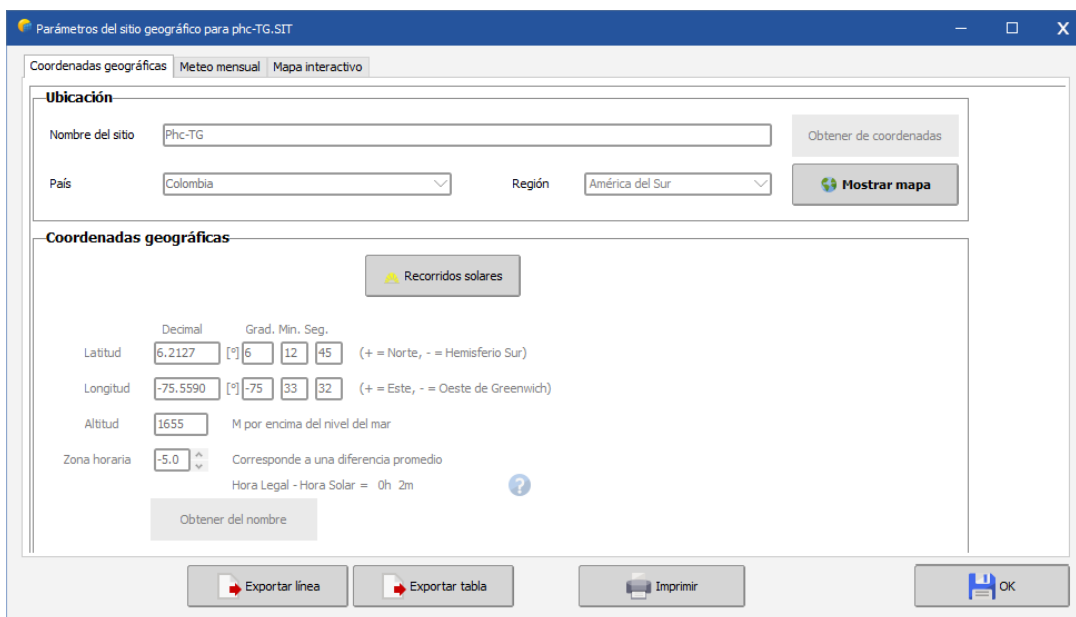 Parámetros del sitio geográfico para phc-TG.SIT
Coordenadas geográficas Meteo mensual Mapa interactivo
Ubicación
Nombre del sitio Phc-TG Obtener de coordenadas
País Colombia Región América del Sur Mostrar mapa
Coordenadas geográficas
Recorridos solares
Decimal Grad. Min. Seg.
Latitud 6.2127 [º] 6 12 45 (+ = Norte, - = Hemisferio Sur)
Longitud -75.5590 [º] -75 33 32 (+ = Este, - = Oeste de Greenwich)
Altitud 1655 M por encima del nivel del mar
Zona horaria -5.0 Corresponde a una diferencia promedio
Hora Legal - Hora Solar = 0h 2m ?
Obtener del nombre
Exportar línea Exportar tabla Imprimir OK